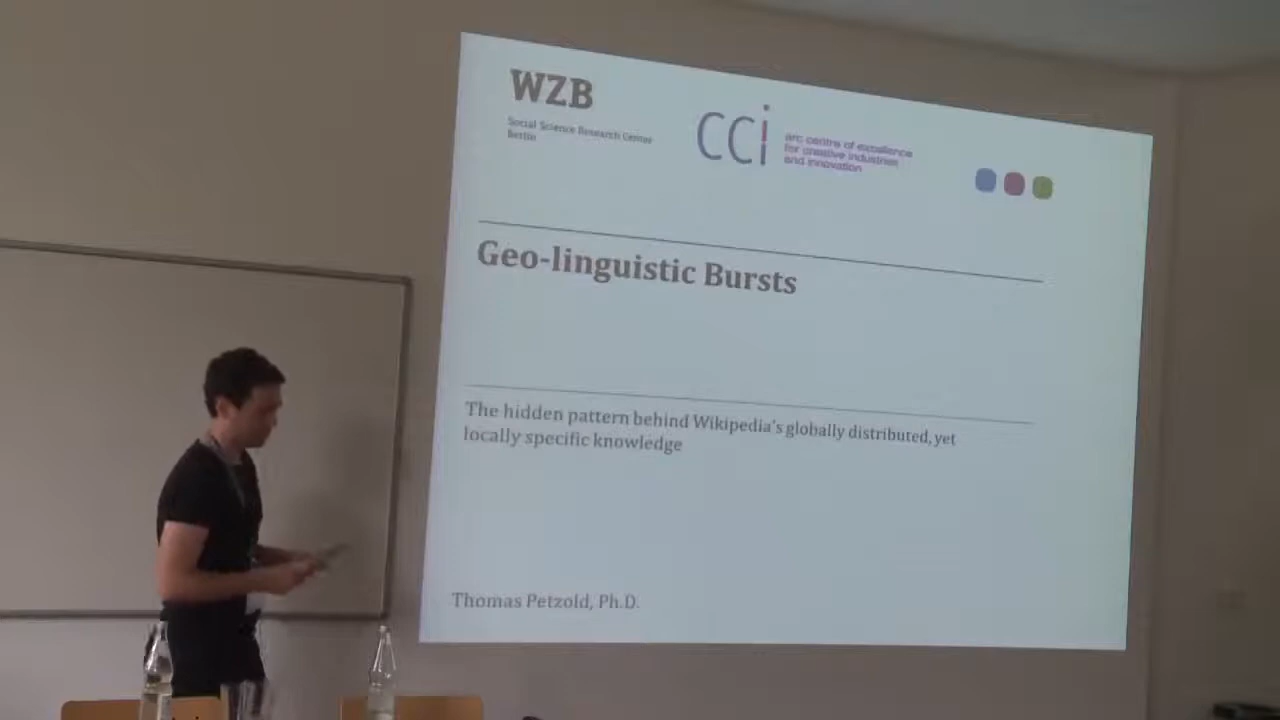 WZB
Social Science Research Center
Berlin
CCi
arc centre of excellence
for creative industries
and innovation
Geo-linguistic Bursts
The hidden pattern behind Wikipedia's globally distributed, yet
locally specific knowledge
Thomas Petzold, Ph.D.